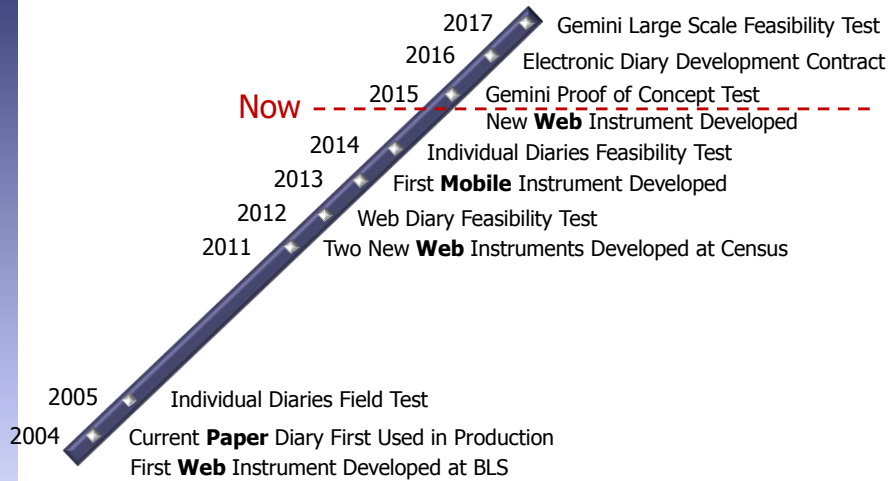 2017 Gemini Large Scale Feasibility Test
2016 Electronic Diary Development Contract
2015 Gemini Proof of Concept Test
Now
New Web Instrument Developed
2014 Individual Diaries Feasibility Test
2013 First Mobile Instrument Developed
2012 Web Diary Feasibility Test
2011 Two New Web Instruments Developed at Census
2005 Individual Diaries Field Test
2004 Current Paper Diary First Used in Production
First Web Instrument Developed at BLS